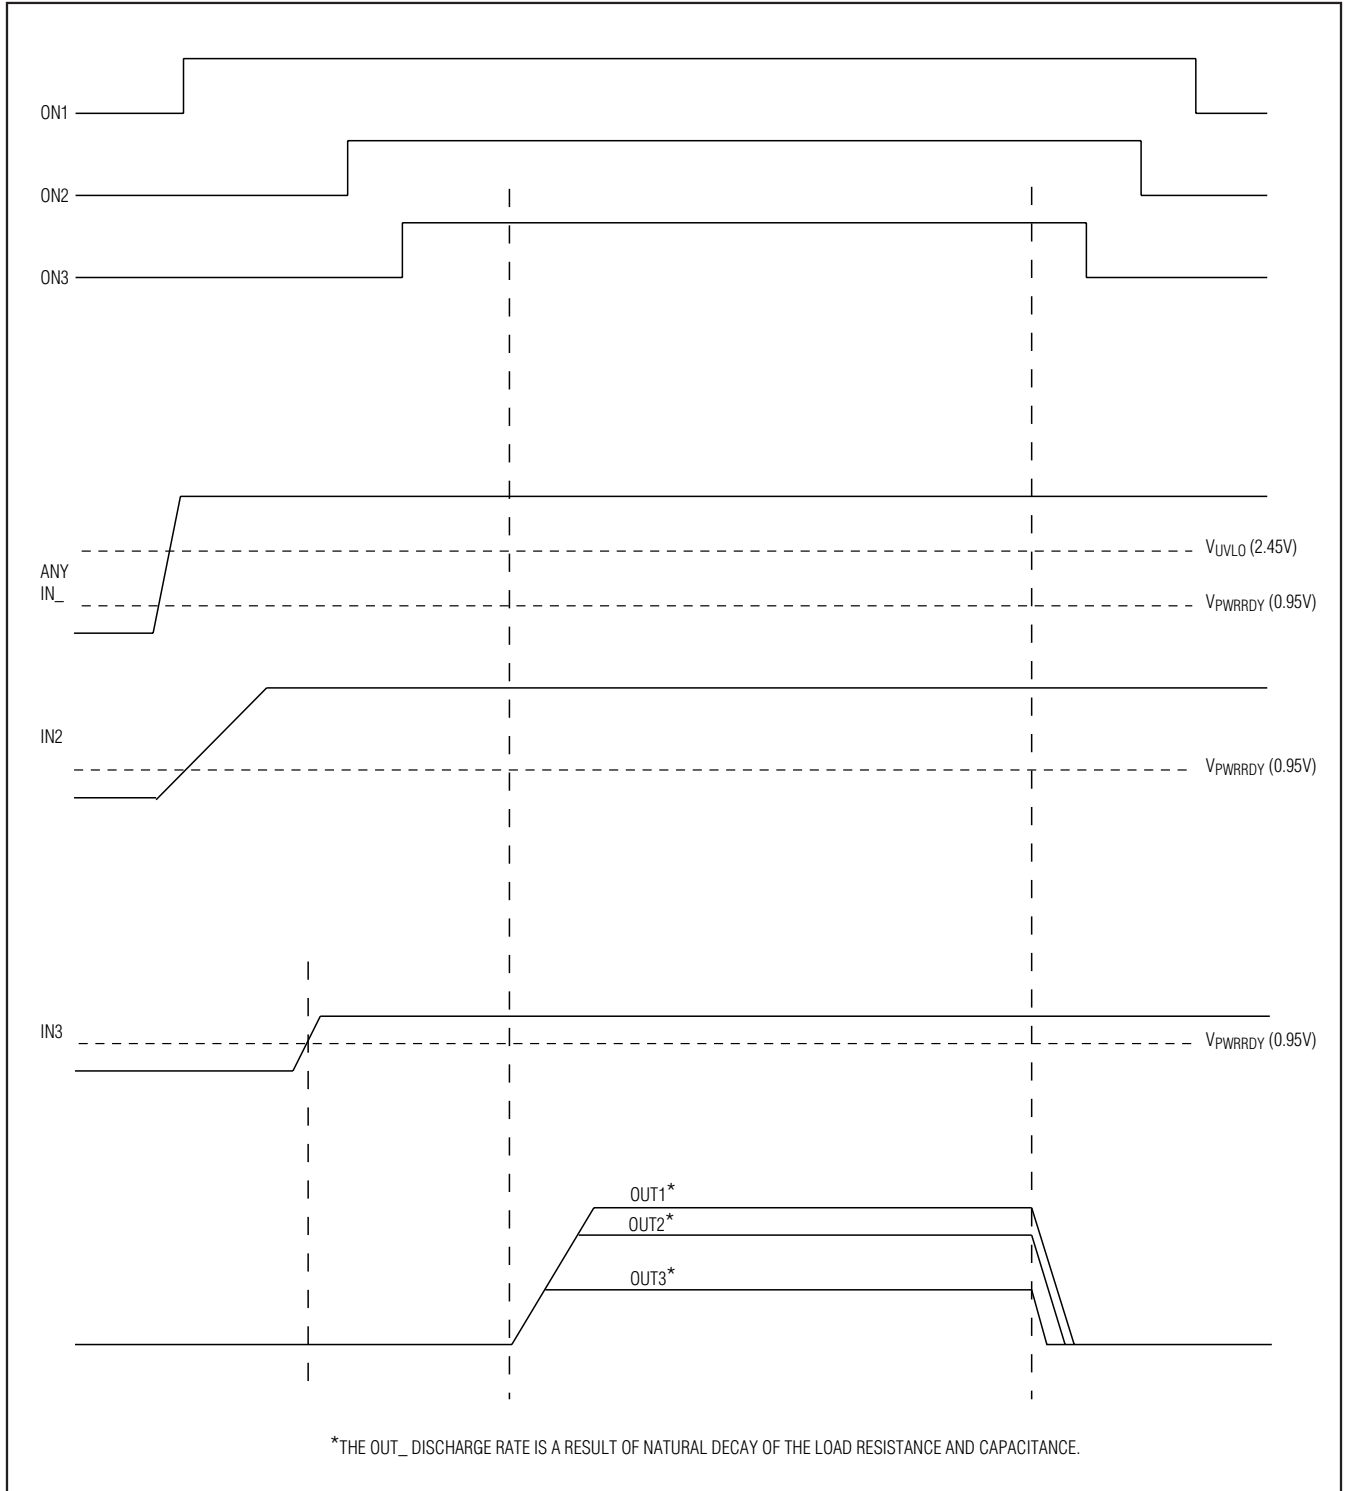 ON1
ON2
ON3
VUVLO (2.45V)
ANY
IN_
VPWRRDY (0.95V)
IN2
VPWRRDY (0.95V)
IN3
VPWRRDY (0.95V)
OUT1*
OUT2*
OUT3*
*THE OUT_ DISCHARGE RATE IS A RESULT OF NATURAL DECAY OF THE LOAD RESISTANCE AND CAPACITANCE.